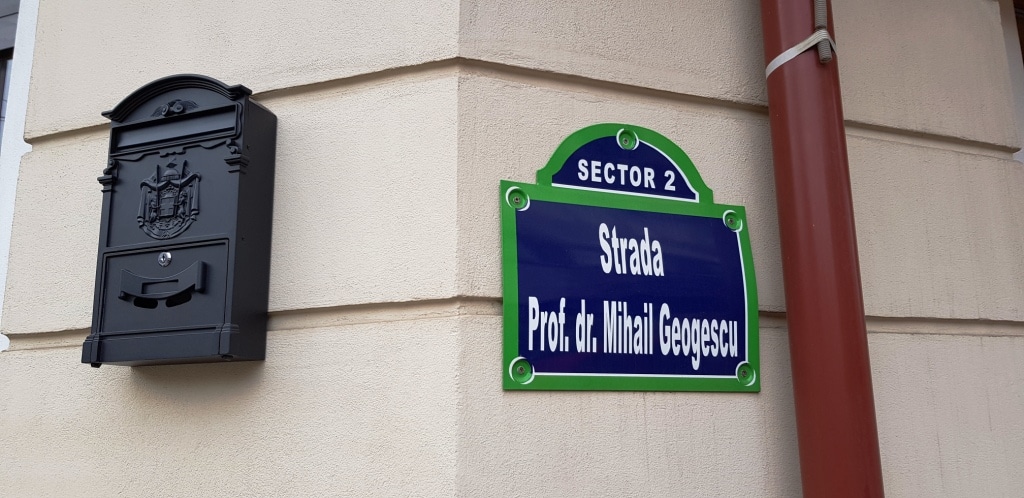 SECTOR 2
Strada
Prof. dr. Mihail Geogescu